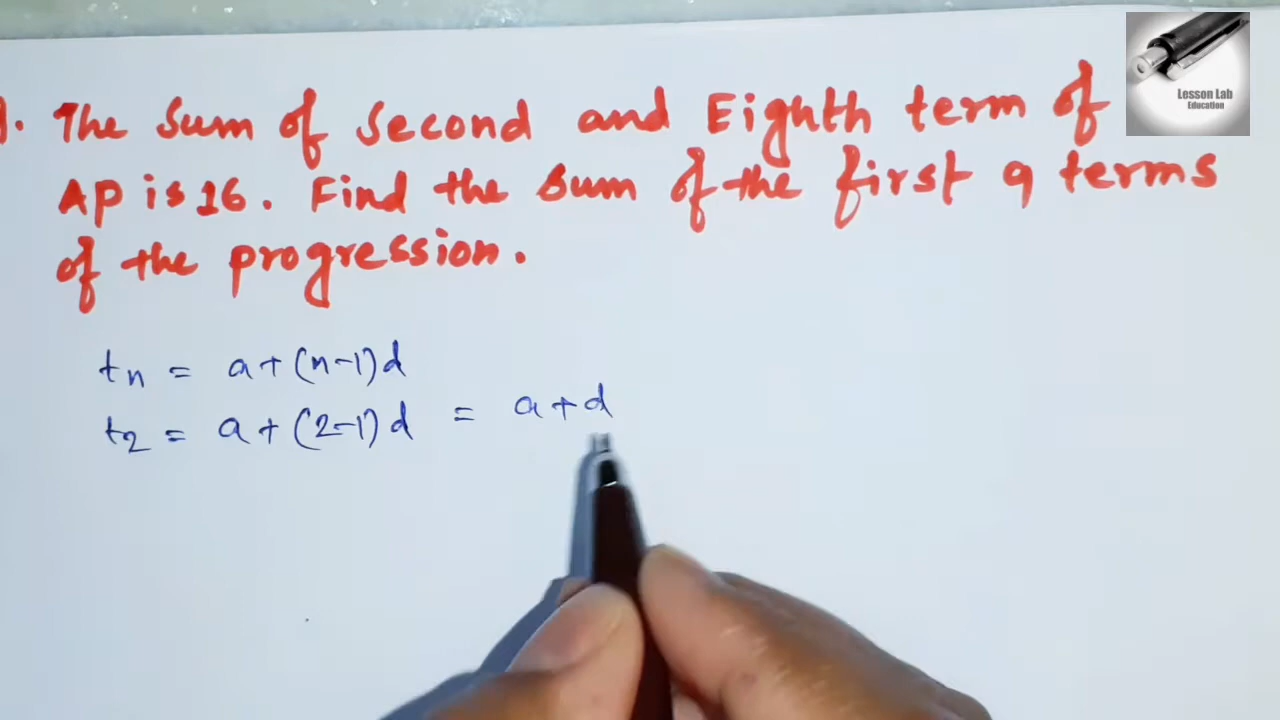 . The Sum of Second and Eighth term of
AP is 16. Find the Sum of the first 9 terms
of the progression.
tn = a+(n-1)d
t2 = a+(2-1)d = a+d
Lesson Lab
Education